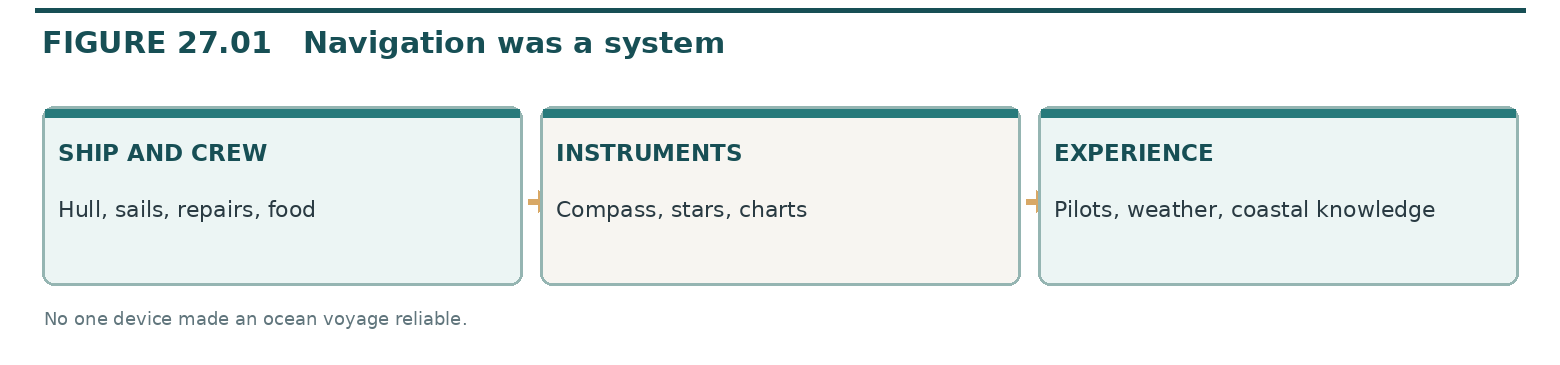 FIGURE 27.01 Navigation was a system
SHIP AND CREW
Hull, sails, repairs, food
INSTRUMENTS
Compass, stars, charts
EXPERIENCE
Pilots, weather, coastal knowledge
No one device made an ocean voyage reliable.